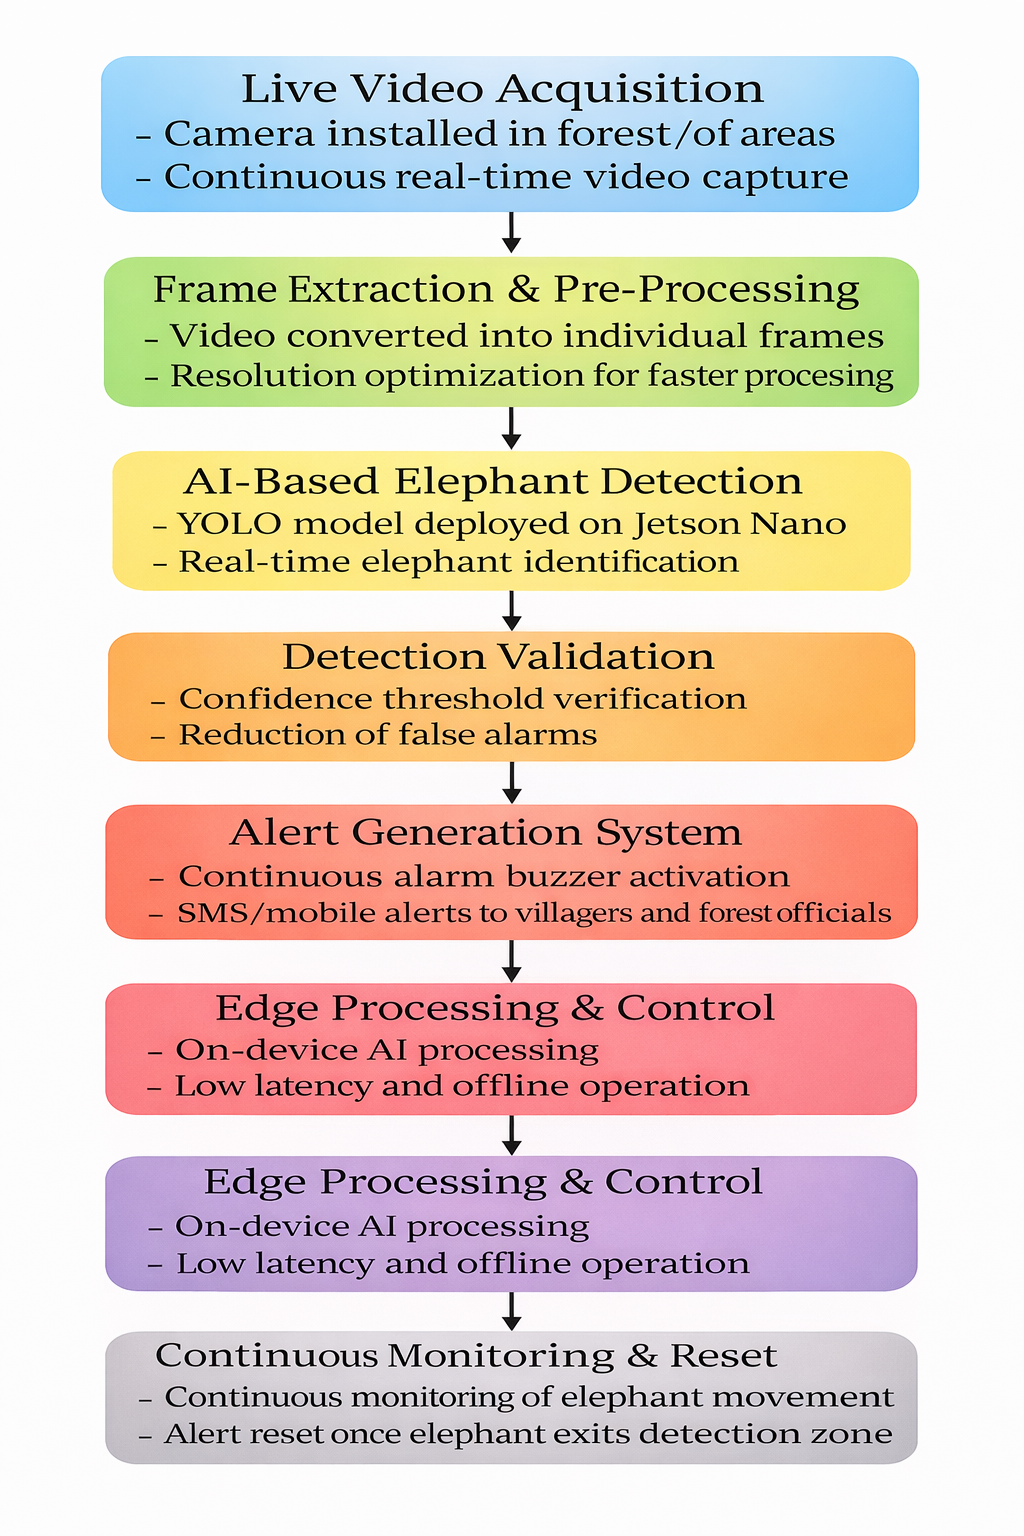 Live Video Acquisition
– Camera installed in forest/of areas
– Continuous real-time video capture
Frame Extraction & Pre-Processing
– Video converted into individual frames
– Resolution optimization for faster procesing
AI-Based Elephant Detection
– YOLO model deployed on Jetson Nano
– Real-time elephant identification
Detection Validation
– Confidence threshold verification
– Reduction of false alarms
Alert Generation System
– Continuous alarm buzzer activation
– SMS/mobile alerts to villagers and forest officials
Edge Processing & Control
– On-device AI processing
– Low latency and offline operation
Edge Processing & Control
– On-device AI processing
– Low latency and offline operation
Continuous Monitoring & Reset
– Continuous monitoring of elephant movement
– Alert reset once elephant exits detection zone